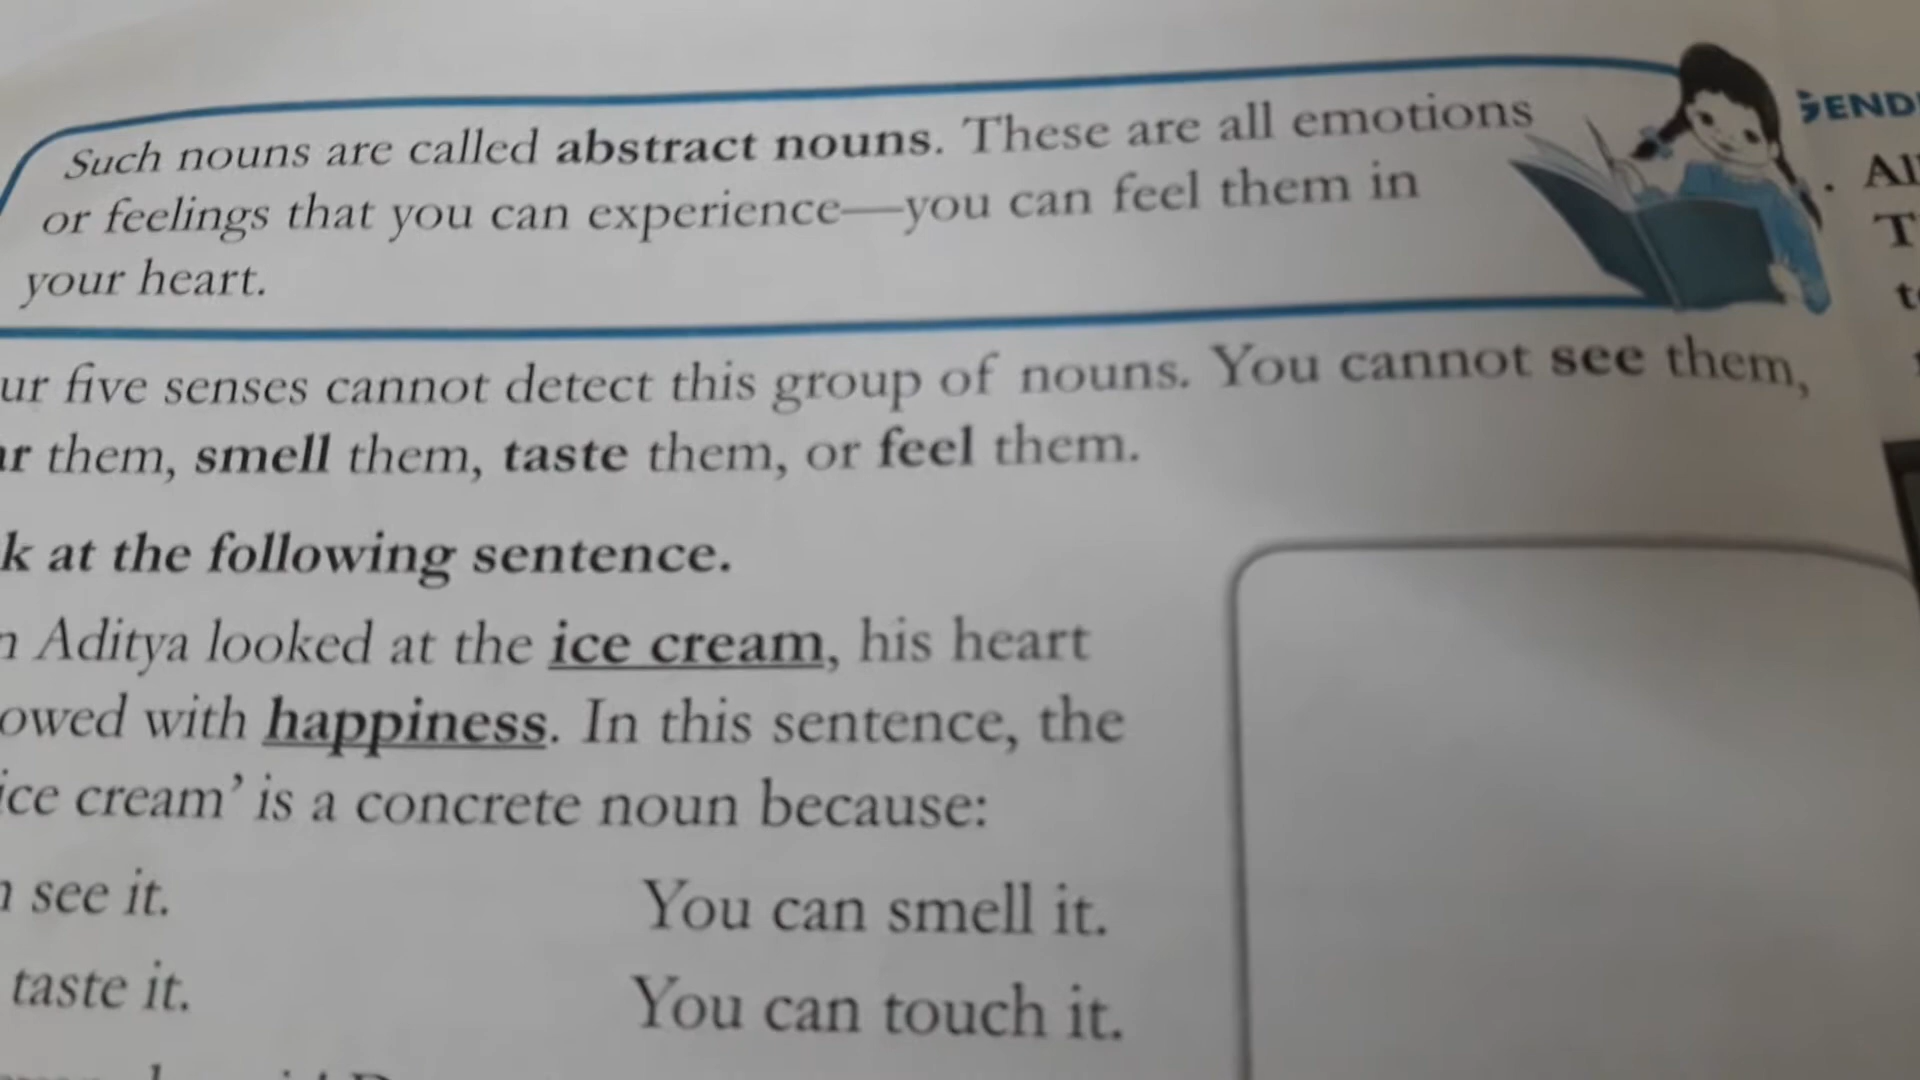 Such nouns are called abstract nouns. These are all emotions
or feelings that you can experience—you can feel them in
your heart.
ur five senses cannot detect this group of nouns. You cannot see them,
ar them, smell them, taste them, or feel them.
k at the following sentence.
n Aditya looked at the ice cream, his heart
owed with happiness. In this sentence, the
ice cream’ is a concrete noun because:
n see it. You can smell it.
taste it. You can touch it.
GEND
All
T